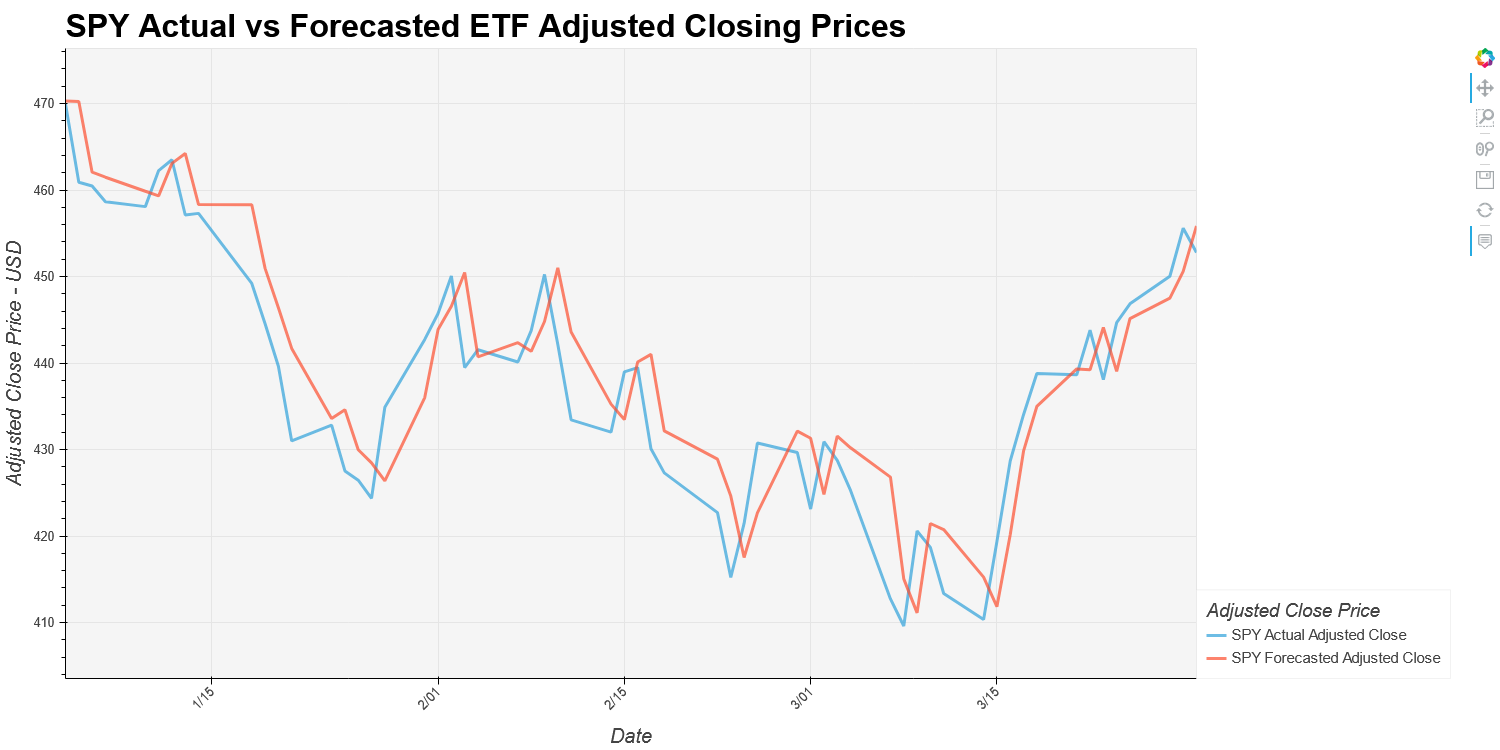 SPY Actual vs Forecasted ETF Adjusted Closing Prices
Adjusted Close Price - USD
470
460
450
440
430
420
410
1/15
2/01
2/15
3/01
3/15
Date
Adjusted Close Price
SPY Actual Adjusted Close
SPY Forecasted Adjusted Close